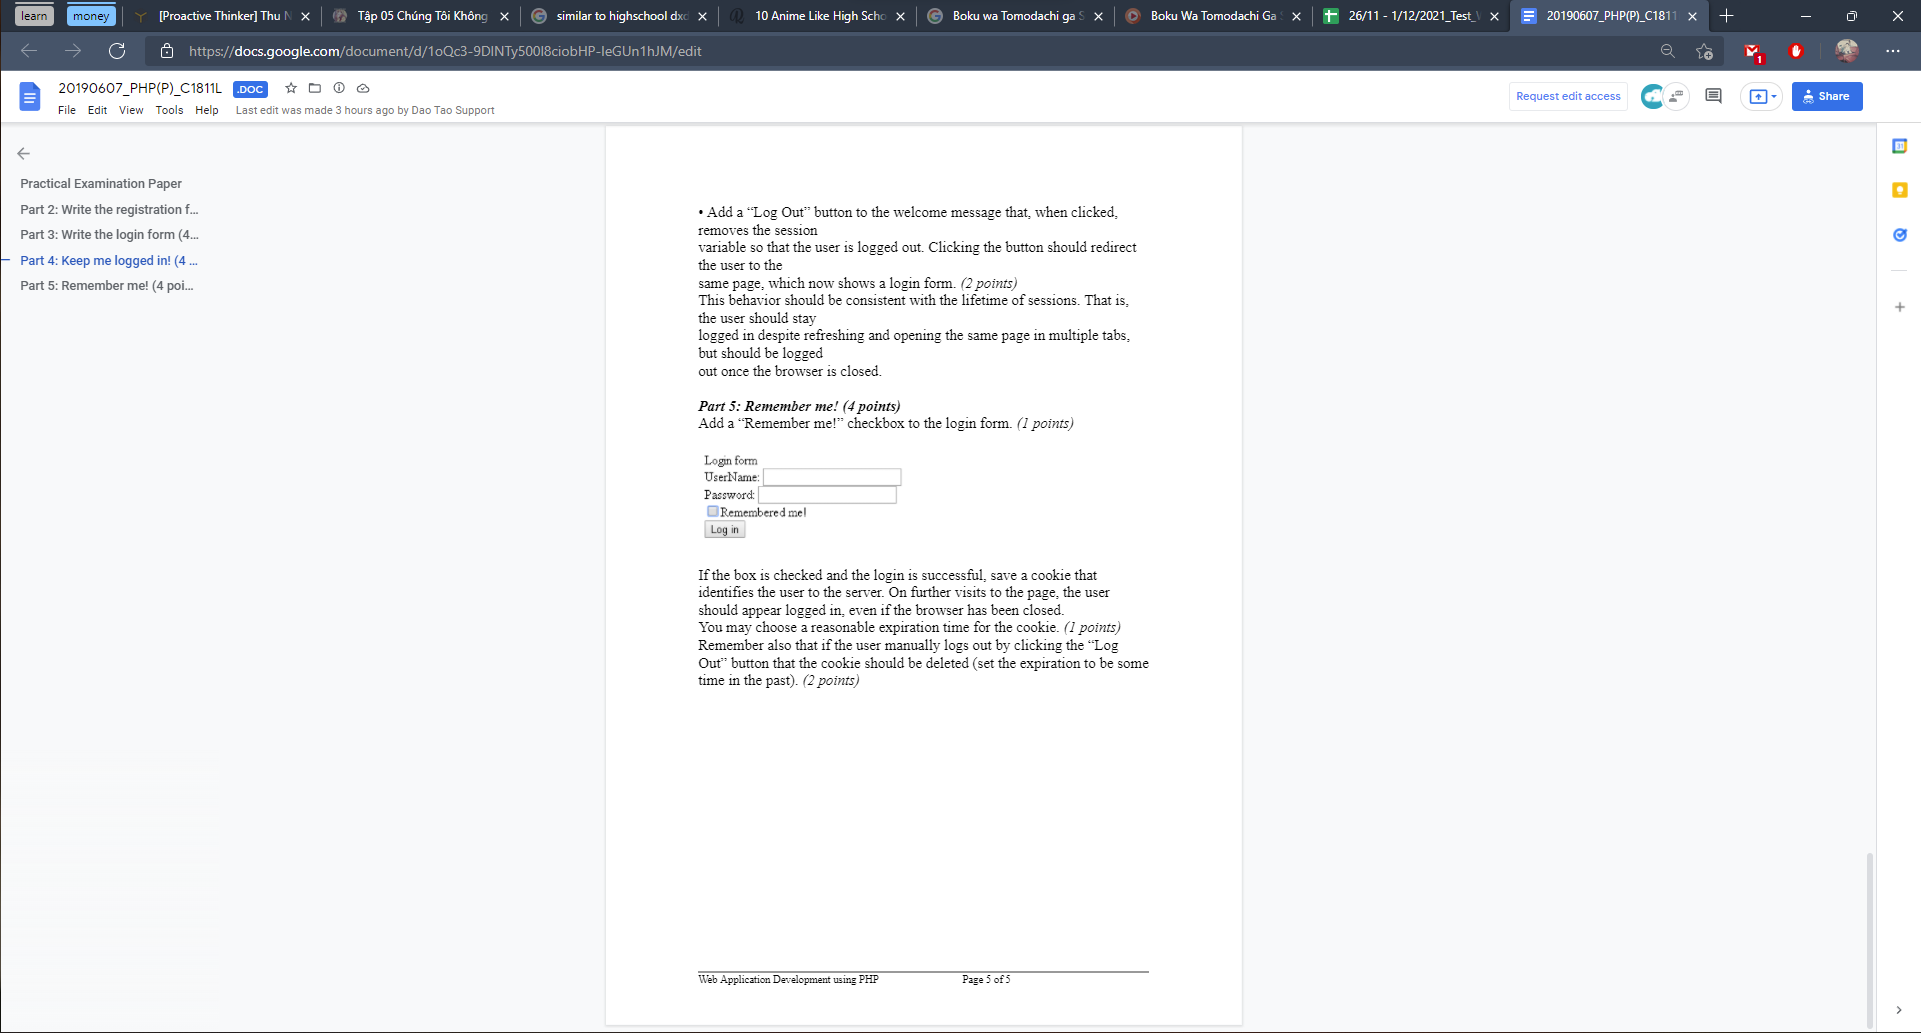 learn
money
[Proactive Thinker] Thu N
Tập 05 Chúng Tôi Không
similar to highschool dxd
10 Anime Like High Scho
Boku wa Tomodachi ga S
Boku Wa Tomodachi Ga
26/11 - 1/12/2021_Test_
20190607_PHP(P)_C1811
https://docs.google.com/document/d/1oQc3-9DINTy500I8ciobHP-IeGUn1hJM/edit
1
20190607_PHP(P)_C1811L
.DOC
File Edit View Tools Help
Last edit was made 3 hours ago by Dao Tao Support
Request edit access
Share
Practical Examination Paper
Part 2: Write the registration f...
Part 3: Write the login form (4...
Part 4: Keep me logged in! (4 ...
Part 5: Remember me! (4 poi...
• Add a “Log Out” button to the welcome message that, when clicked,
removes the session
variable so that the user is logged out. Clicking the button should redirect
the user to the
same page, which now shows a login form. (2 points)
This behavior should be consistent with the lifetime of sessions. That is,
the user should stay
logged in despite refreshing and opening the same page in multiple tabs,
but should be logged
out once the browser is closed.
Part 5: Remember me! (4 points)
Add a “Remember me!” checkbox to the login form. (1 points)
Login form
UserName:
Password:
Remembered me!
Log in
If the box is checked and the login is successful, save a cookie that
identifies the user to the server. On further visits to the page, the user
should appear logged in, even if the browser has been closed.
You may choose a reasonable expiration time for the cookie. (1 points)
Remember also that if the user manually logs out by clicking the “Log
Out” button that the cookie should be deleted (set the expiration to be some
time in the past). (2 points)
Web Application Development using PHP
Page 5 of 5
31